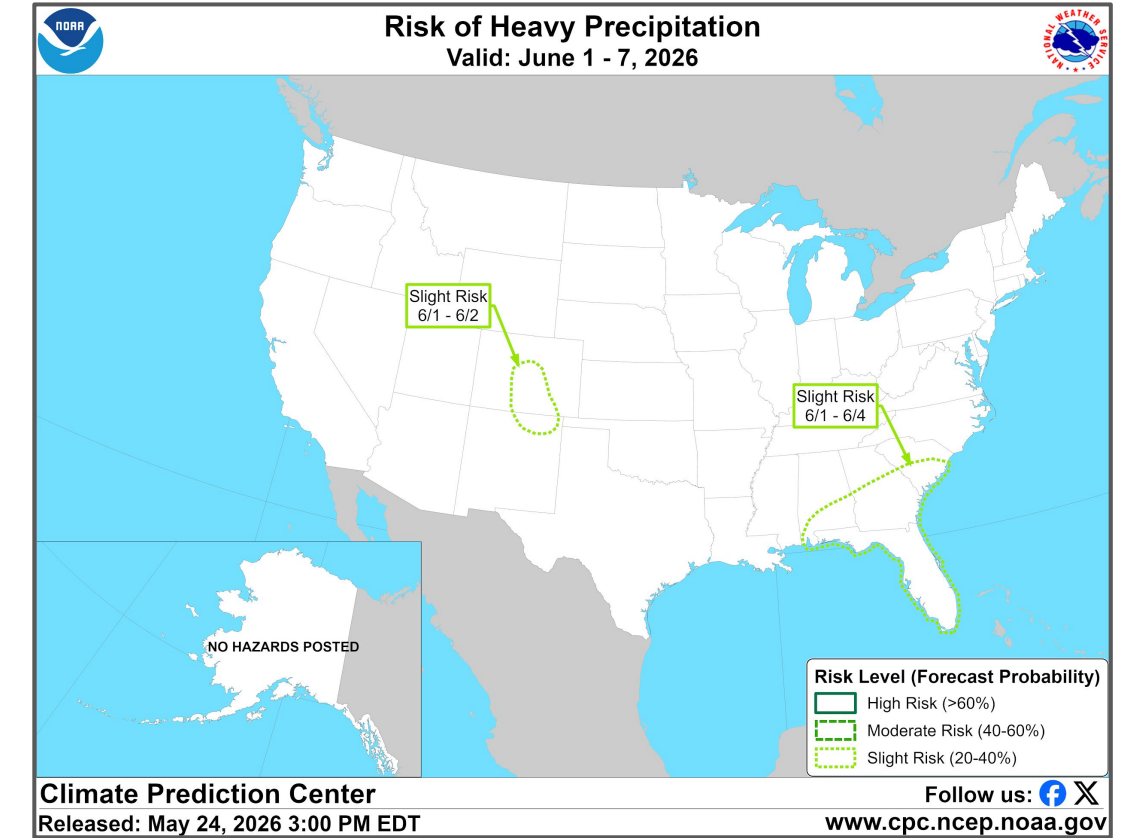 NOAA
Risk of Heavy Precipitation
Valid: June 1 - 7, 2026
NATIONAL WEATHER SERVICE
Slight Risk
6/1 - 6/2
Slight Risk
6/1 - 6/4
NO HAZARDS POSTED
Risk Level (Forecast Probability)
High Risk (>60%)
Moderate Risk (40-60%)
Slight Risk (20-40%)
Climate Prediction Center
Follow us:
Released: May 24, 2026 3:00 PM EDT
www.cpc.ncep.noaa.gov